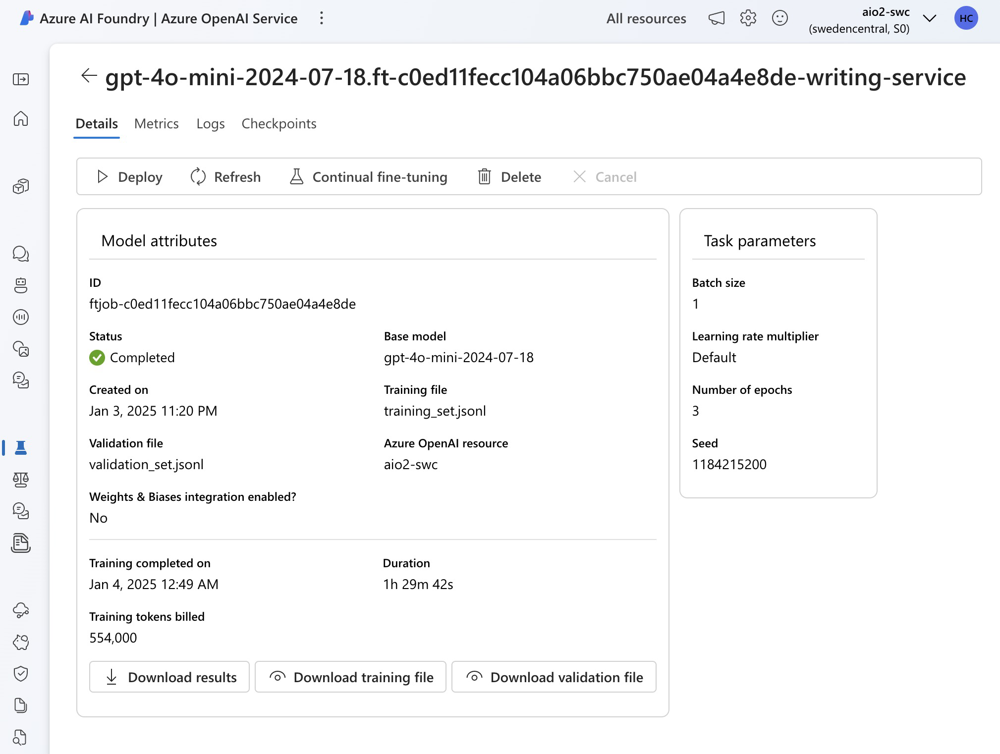 Azure AI Foundry | Azure OpenAI Service
All resources
aio2-swc
(swedencentral, S0)
HC
gpt-4o-mini-2024-07-18.ft-c0ed11fecc104a06bbc750ae04a4e8de-writing-service
Details Metrics Logs Checkpoints
Deploy Refresh Continual fine-tuning Delete Cancel
Model attributes
ID
ftjob-c0ed11fecc104a06bbc750ae04a4e8de
Status
Completed
Base model
gpt-4o-mini-2024-07-18
Created on
Jan 3, 2025 11:20 PM
Training file
training_set.jsonl
Validation file
validation_set.jsonl
Azure OpenAI resource
aio2-swc
Weights & Biases integration enabled?
No
Training completed on
Jan 4, 2025 12:49 AM
Duration
1h 29m 42s
Training tokens billed
554,000
Download results Download training file Download validation file
Task parameters
Batch size
1
Learning rate multiplier
Default
Number of epochs
3
Seed
1184215200